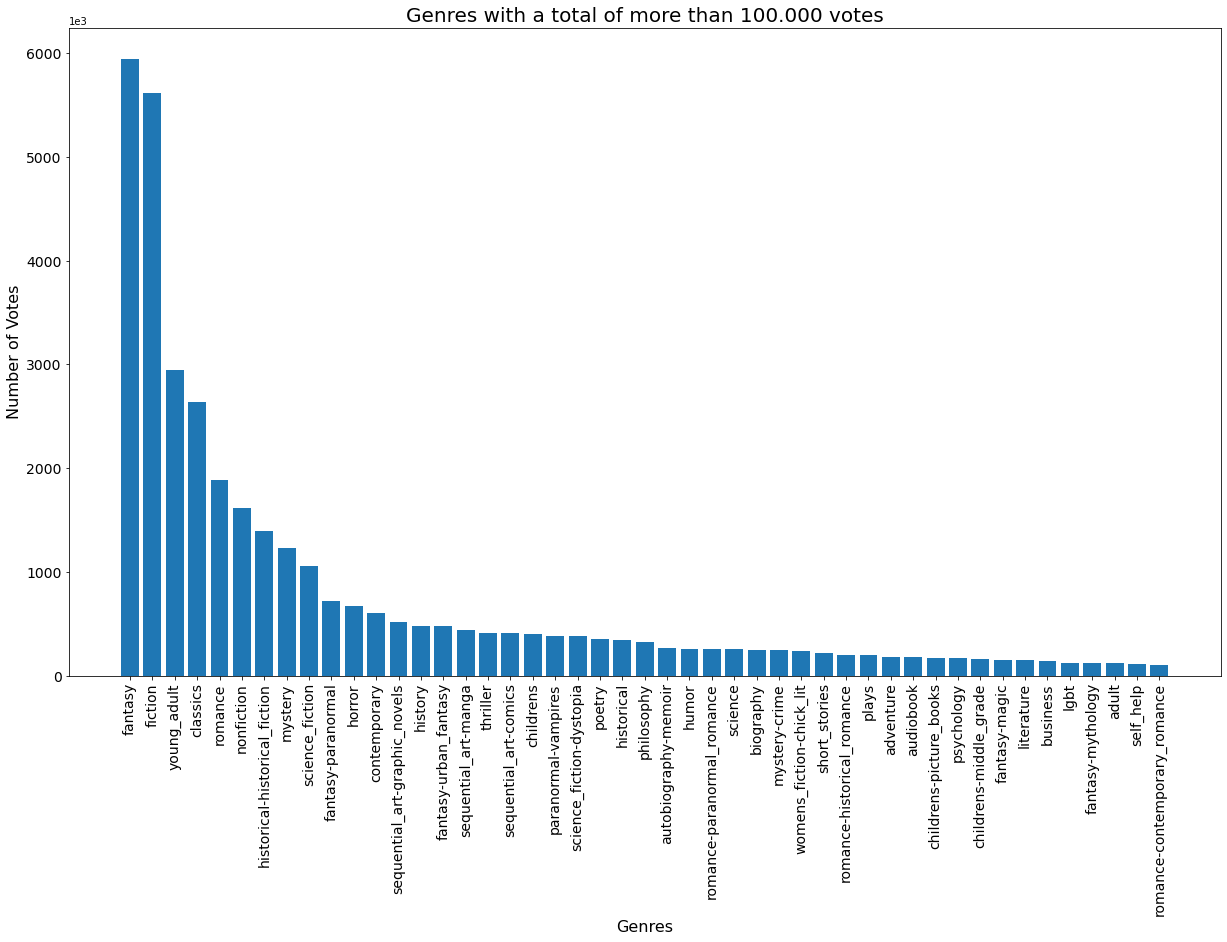 Genres with a total of more than 100.000 votes
1e3
6000
5000
4000
3000
2000
1000
0
Number of Votes
fantasy
fiction
young_adult
classics
romance
nonfiction
historical-historical_fiction
mystery
science_fiction
fantasy-paranormal
horror
contemporary
sequential_art-graphic_novels
history
fantasy-urban_fantasy
sequential_art-manga
thriller
sequential_art-comics
childrens
paranormal-vampires
science_fiction-dystopia
poetry
historical
philosophy
autobiography-memoir
humor
romance-paranormal_romance
science
biography
mystery-crime
womens_fiction-chick_lit
short_stories
romance-historical_romance
plays
adventure
audiobook
childrens-picture_books
psychology
childrens-middle_grade
fantasy-magic
literature
business
lgbt
fantasy-mythology
adult
self_help
romance-contemporary_romance
Genres